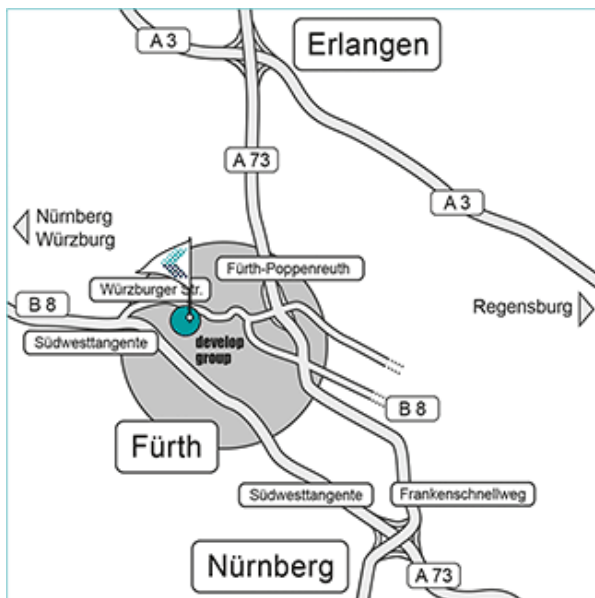 A 3
Erlangen
A 73
A 3
Nürnberg
Würzburg
Fürth-Poppenreuth
Würzburger Str.
B 8
Regensburg
Südwesttangente
develop
group
B 8
Fürth
Südwesttangente
Frankenschnellweg
Nürnberg
A 73